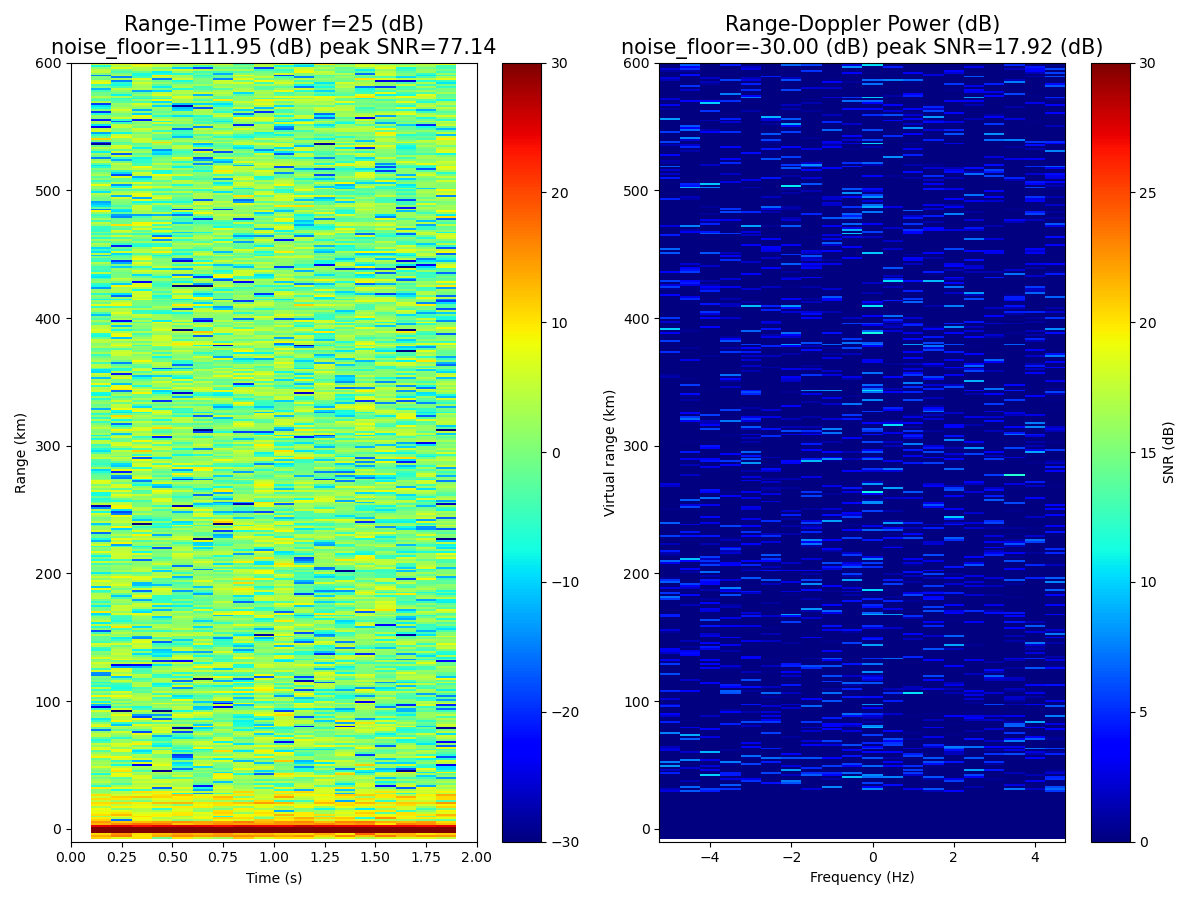 Range-Time Power f=25 (dB)
noise_floor=-111.95 (dB) peak SNR=77.14
600
500
400
300
200
100
0
Range (km)
0.00 0.25 0.50 0.75 1.00 1.25 1.50 1.75 2.00
Time (s)
30
20
10
0
−10
−20
−30
Range-Doppler Power (dB)
noise_floor=-30.00 (dB) peak SNR=17.92 (dB)
600
500
400
300
200
100
0
Virtual range (km)
−4 −2 0 2 4
Frequency (Hz)
30
25
20
15
10
5
0
SNR (dB)